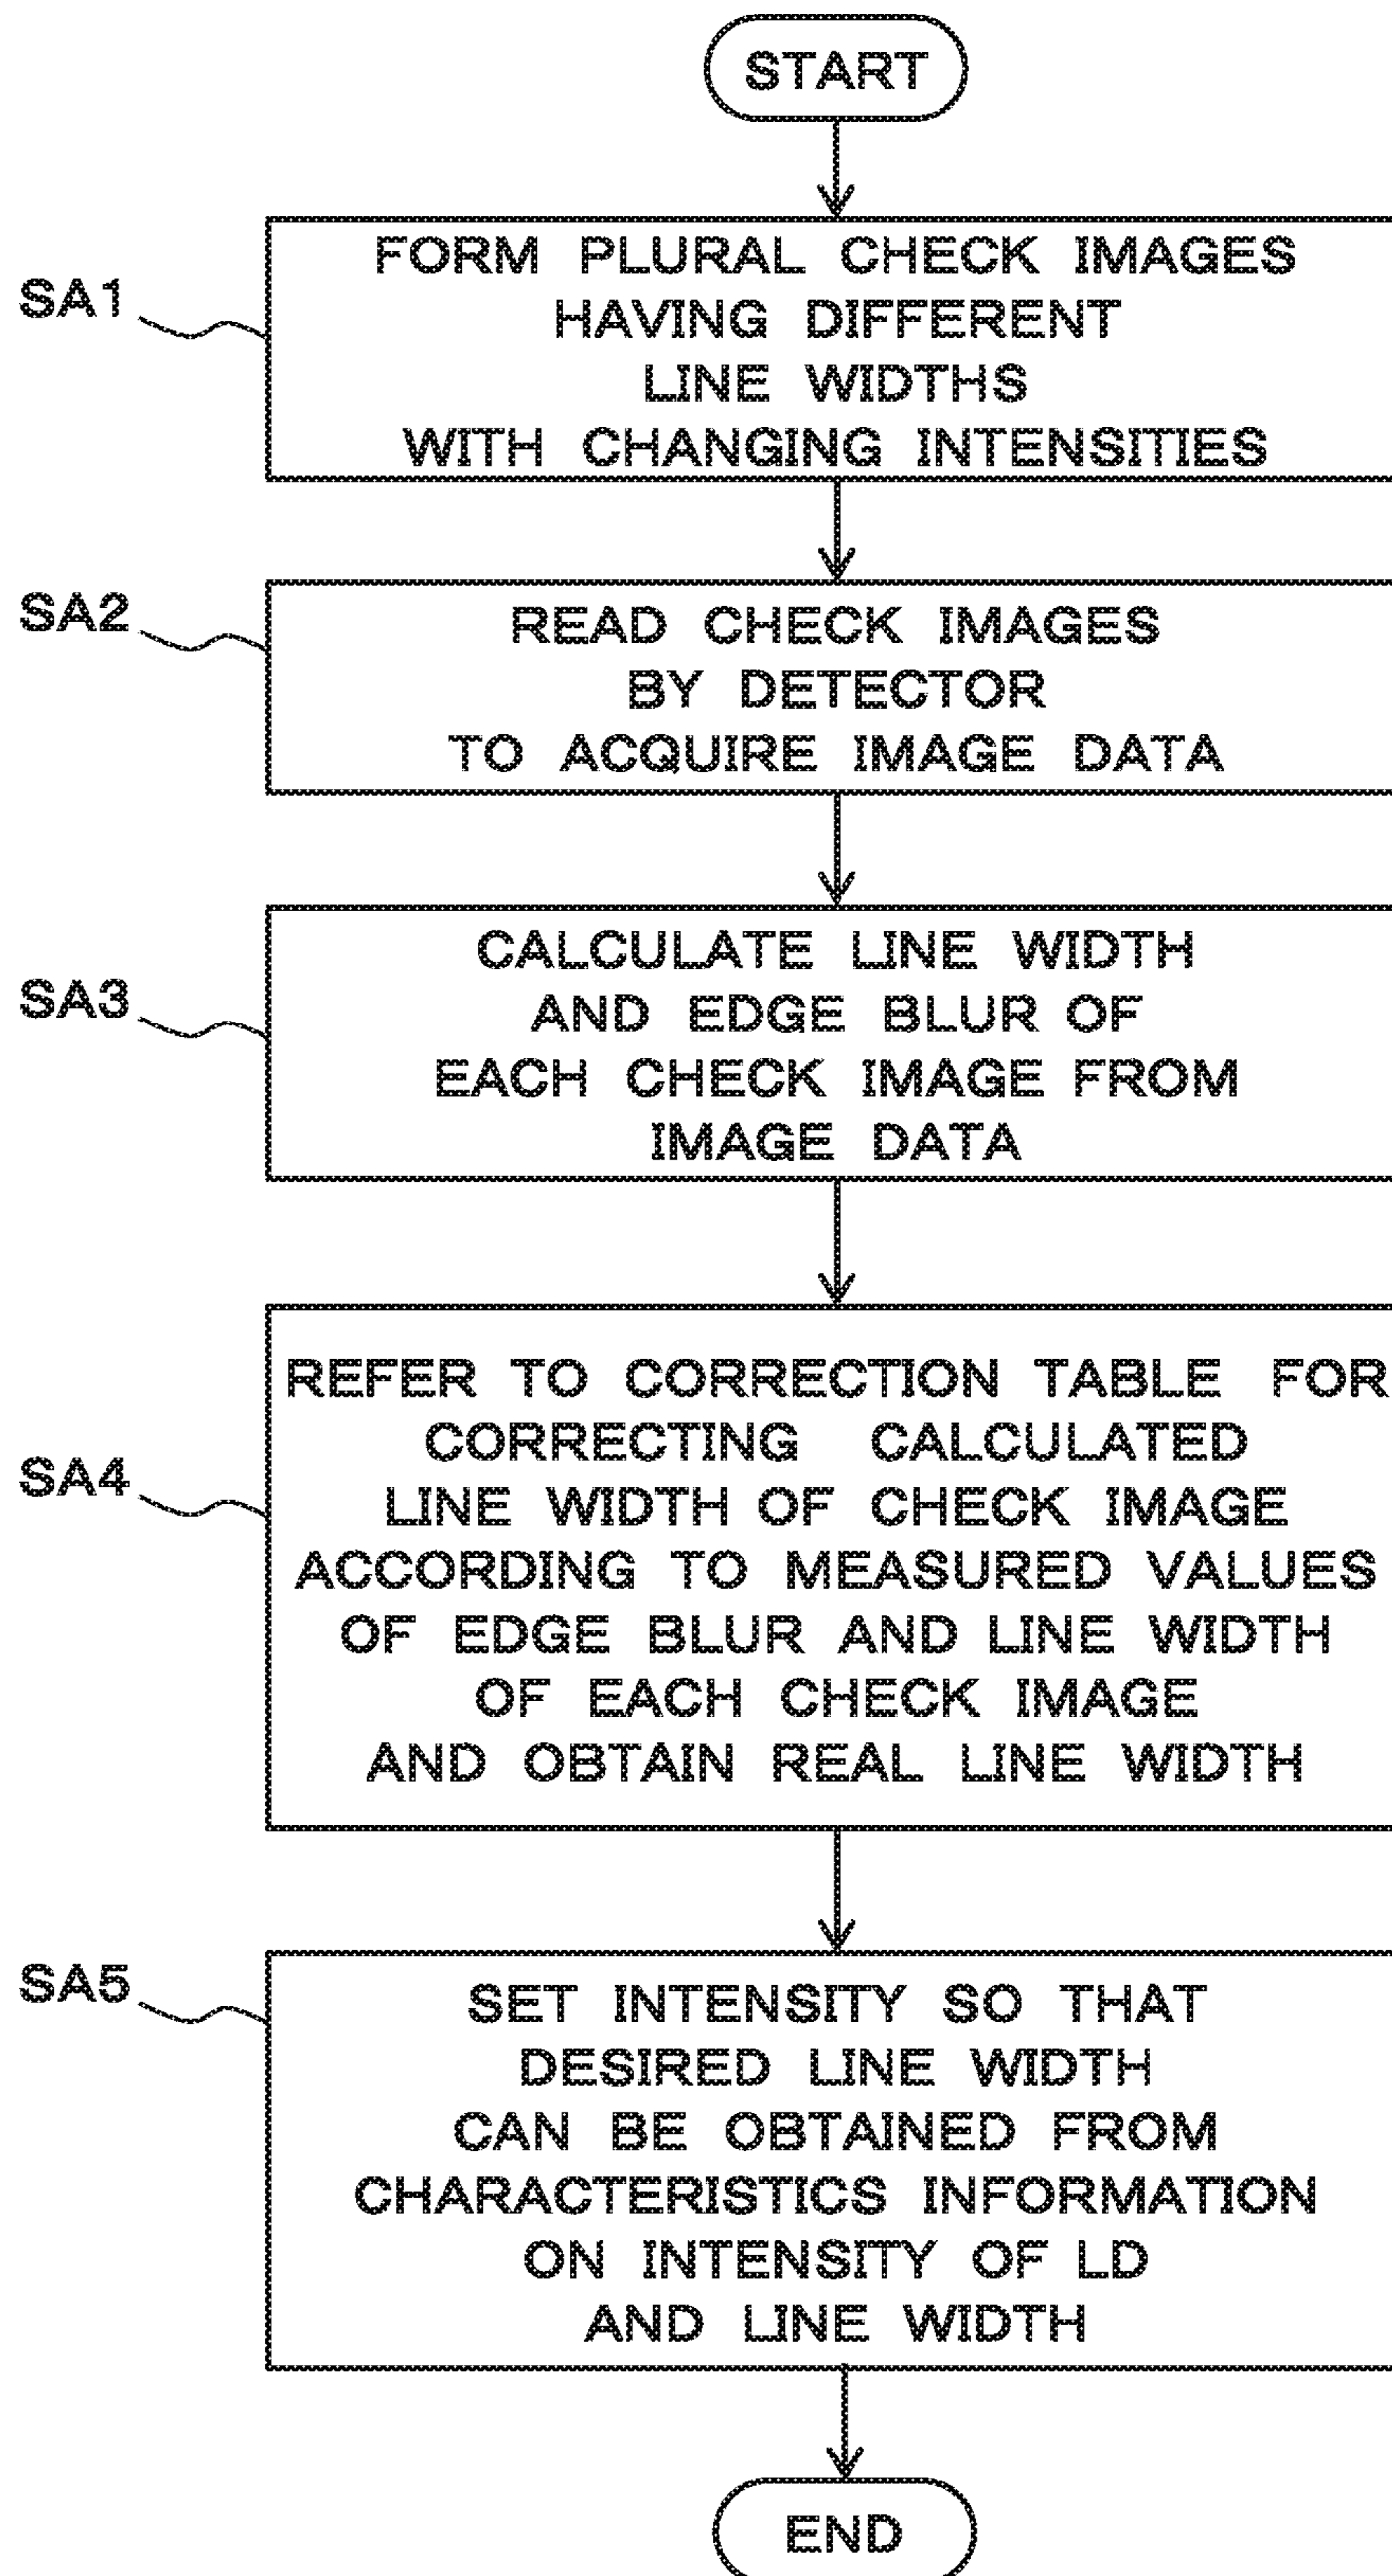 START
SA1
FORM PLURAL CHECK IMAGES
HAVING DIFFERENT
LINE WIDTHS
WITH CHANGING INTENSITIES
SA2
READ CHECK IMAGES
BY DETECTOR
TO ACQUIRE IMAGE DATA
SA3
CALCULATE LINE WIDTH
AND EDGE BLUR OF
EACH CHECK IMAGE FROM
IMAGE DATA
SA4
REFER TO CORRECTION TABLE FOR
CORRECTING CALCULATED
LINE WIDTH OF CHECK IMAGE
ACCORDING TO MEASURED VALUES
OF EDGE BLUR AND LINE WIDTH
OF EACH CHECK IMAGE
AND OBTAIN REAL LINE WIDTH
SA5
SET INTENSITY SO THAT
DESIRED LINE WIDTH
CAN BE OBTAINED FROM
CHARACTERISTICS INFORMATION
ON INTENSITY OF LD
AND LINE WIDTH
END